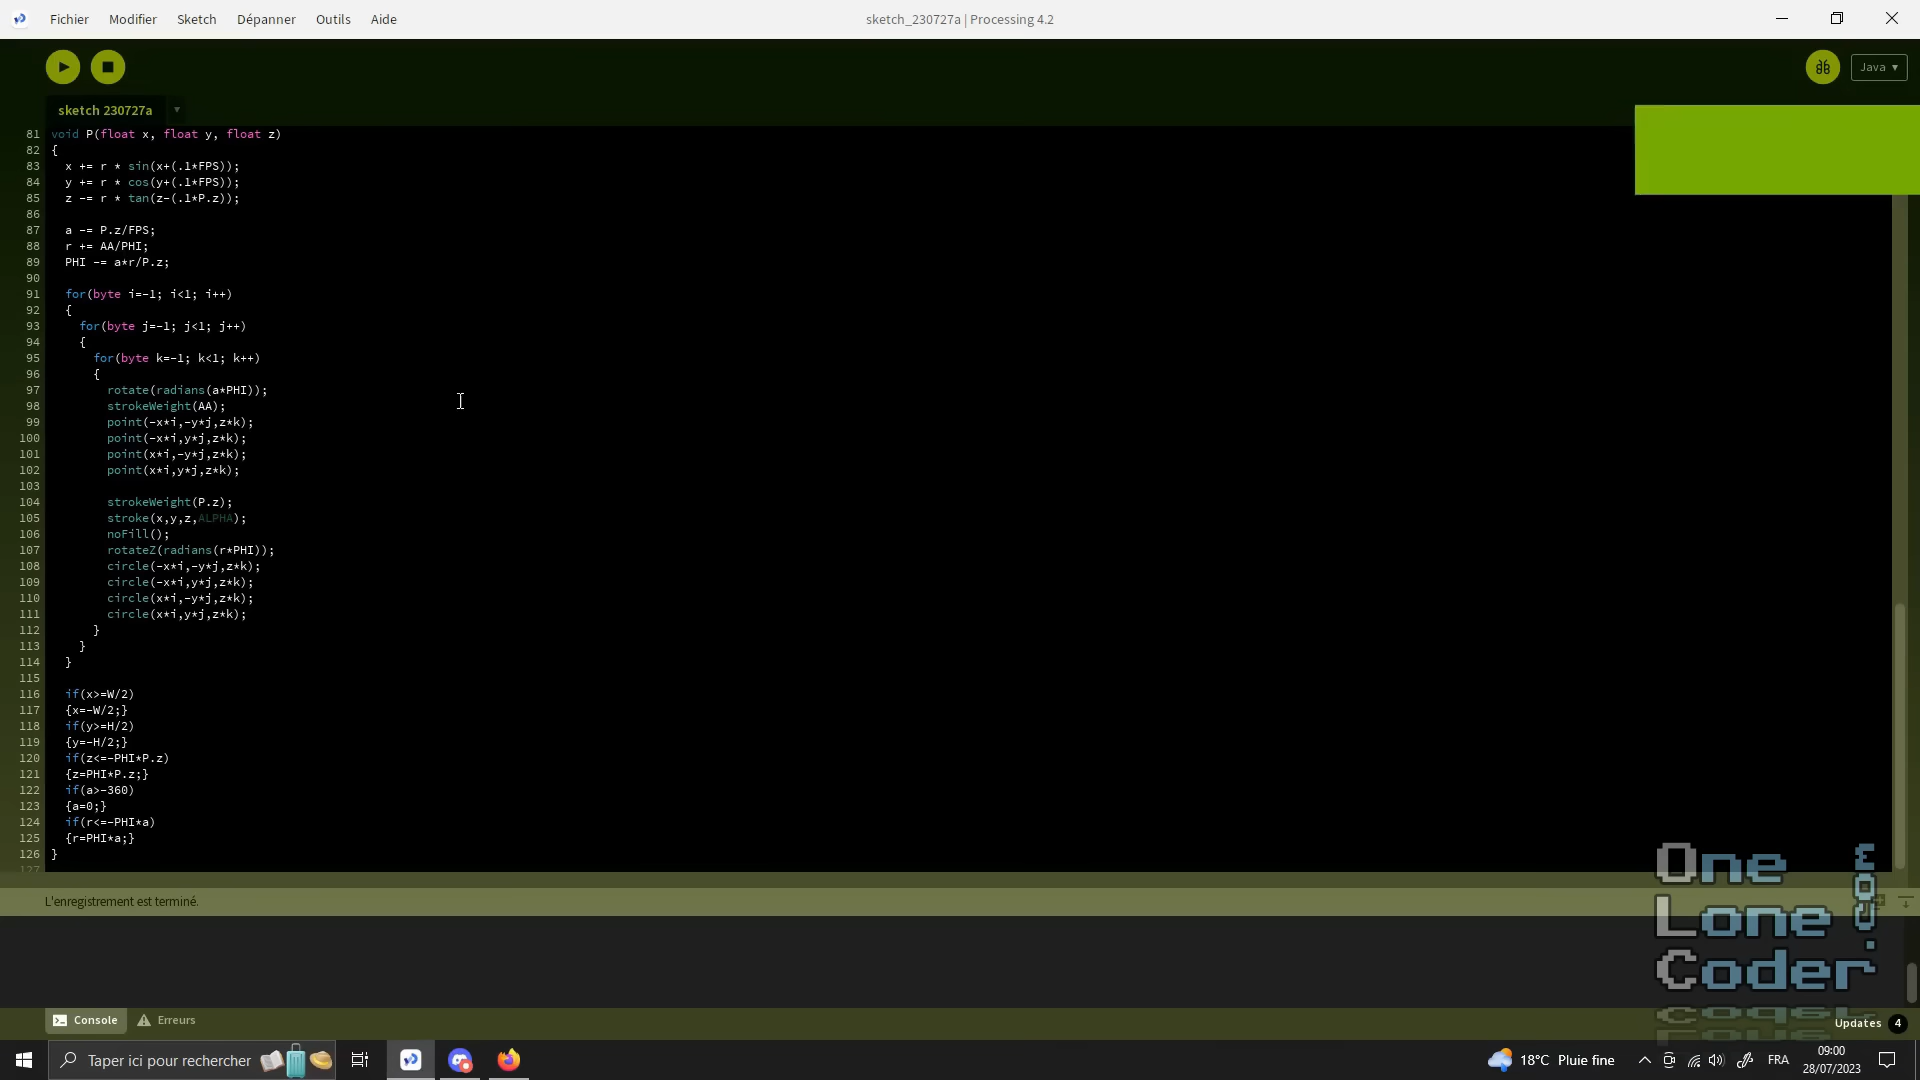 Fichier Modifier Sketch Dépanner Outils Aide
sketch_230727a | Processing 4.2
Java ▾
sketch 230727a ▾
81 void P(float x, float y, float z)
82 {
83 x += r * sin(x+(.1*FPS));
84 y += r * cos(y+(.1*FPS));
85 z -= r * tan(z-(.1*P.z));
86
87 a -= P.z/FPS;
88 r += AA/PHI;
89 PHI -= a*r/P.z;
90
91 for(byte i=-1; i<1; i++)
92 {
93 for(byte j=-1; j<1; j++)
94 {
95 for(byte k=-1; k<1; k++)
96 {
97 rotate(radians(a*PHI));
98 strokeWeight(AA);
99 point(-x*i,-y*j,z*k);
100 point(-x*i,y*j,z*k);
101 point(x*i,-y*j,z*k);
102 point(x*i,y*j,z*k);
103
104 strokeWeight(P.z);
105 stroke(x,y,z,ALPHA);
106 noFill();
107 rotateZ(radians(r*PHI));
108 circle(-x*i,-y*j,z*k);
109 circle(-x*i,y*j,z*k);
110 circle(x*i,-y*j,z*k);
111 circle(x*i,y*j,z*k);
112 }
113 }
114 }
115
116 if(x>=W/2)
117 {x=-W/2;}
118 if(y>=H/2)
119 {y=-H/2;}
120 if(z<=-PHI*P.z)
121 {z=PHI*P.z;}
122 if(a>-360)
123 {a=0;}
124 if(r<=-PHI*a)
125 {r=PHI*a;}
126 }
127
L'enregistrement est terminé.
One
Lone
Coder
.com
Console Erreurs
Updates 4
Taper ici pour rechercher
18°C Pluie fine
FRA
09:00
28/07/2023